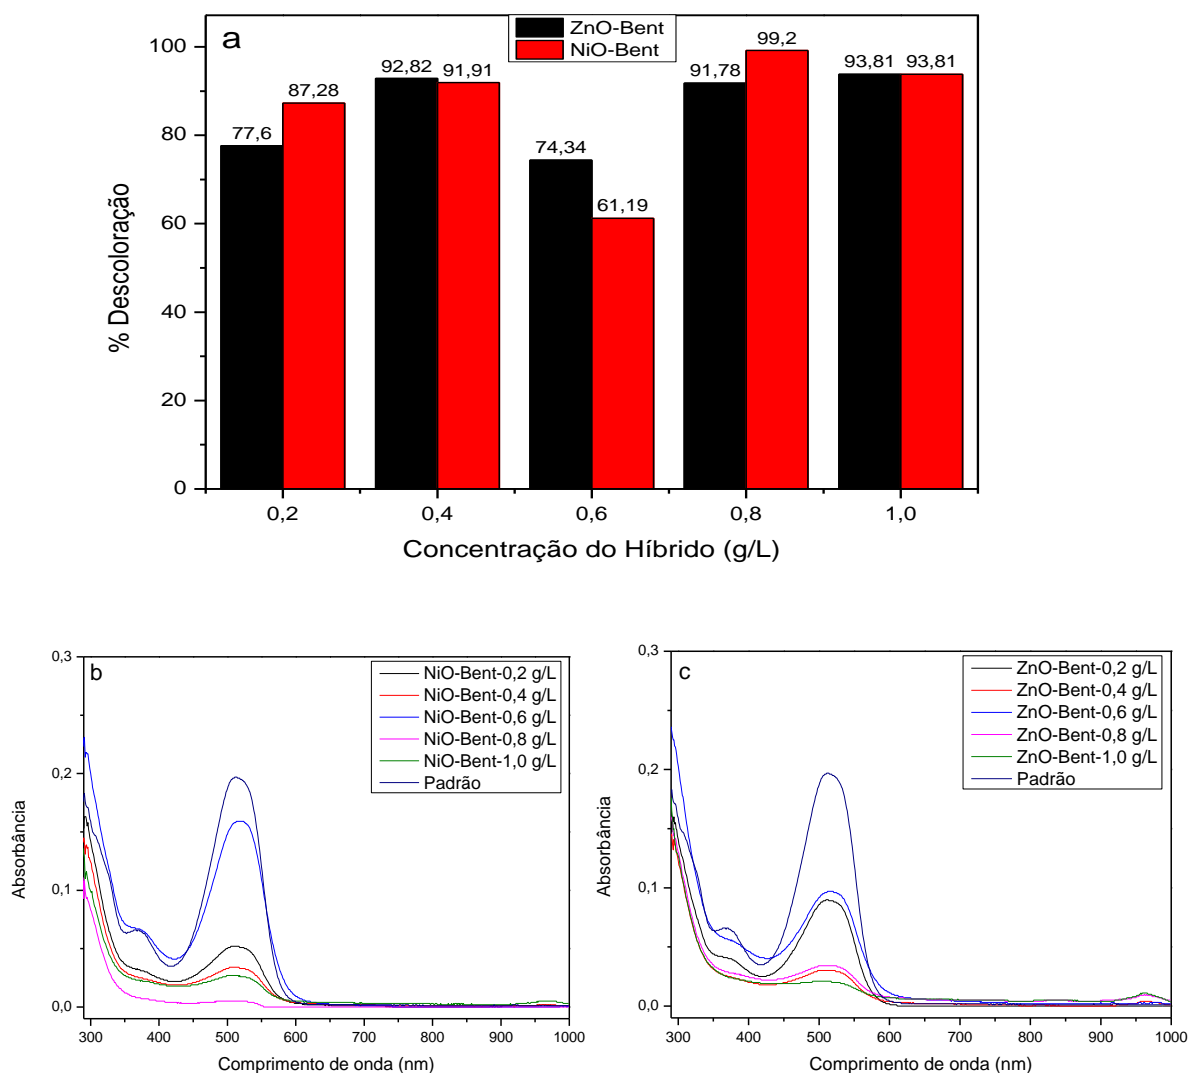 a
ZnO-Bent
NiO-Bent
100
80
60
40
20
0
% Descoloração
77,6
87,28
92,82
91,91
74,34
61,19
91,78
99,2
93,81
93,81
0,2
0,4
0,6
0,8
1,0
Concentração do Híbrido (g/L)
b
NiO-Bent-0,2 g/L
NiO-Bent-0,4 g/L
NiO-Bent-0,6 g/L
NiO-Bent-0,8 g/L
NiO-Bent-1,0 g/L
Padrão
0,3
0,2
0,1
0,0
Absorbância
300 400 500 600 700 800 900 1000
Comprimento de onda (nm)
c
ZnO-Bent-0,2 g/L
ZnO-Bent-0,4 g/L
ZnO-Bent-0,6 g/L
ZnO-Bent-0,8 g/L
ZnO-Bent-1,0 g/L
Padrão
0,3
0,2
0,1
0,0
Absorbância
300 400 500 600 700 800 900 1000
Comprimento de onda (nm)